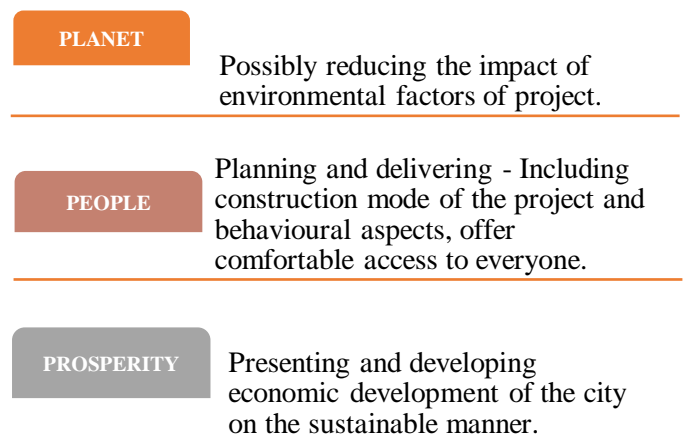 PLANET
Possibly reducing the impact of
environmental factors of project.
PEOPLE
Planning and delivering - Including
construction mode of the project and
behavioural aspects, offer
comfortable access to everyone.
PROSPERITY
Presenting and developing
economic development of the city
on the sustainable manner.